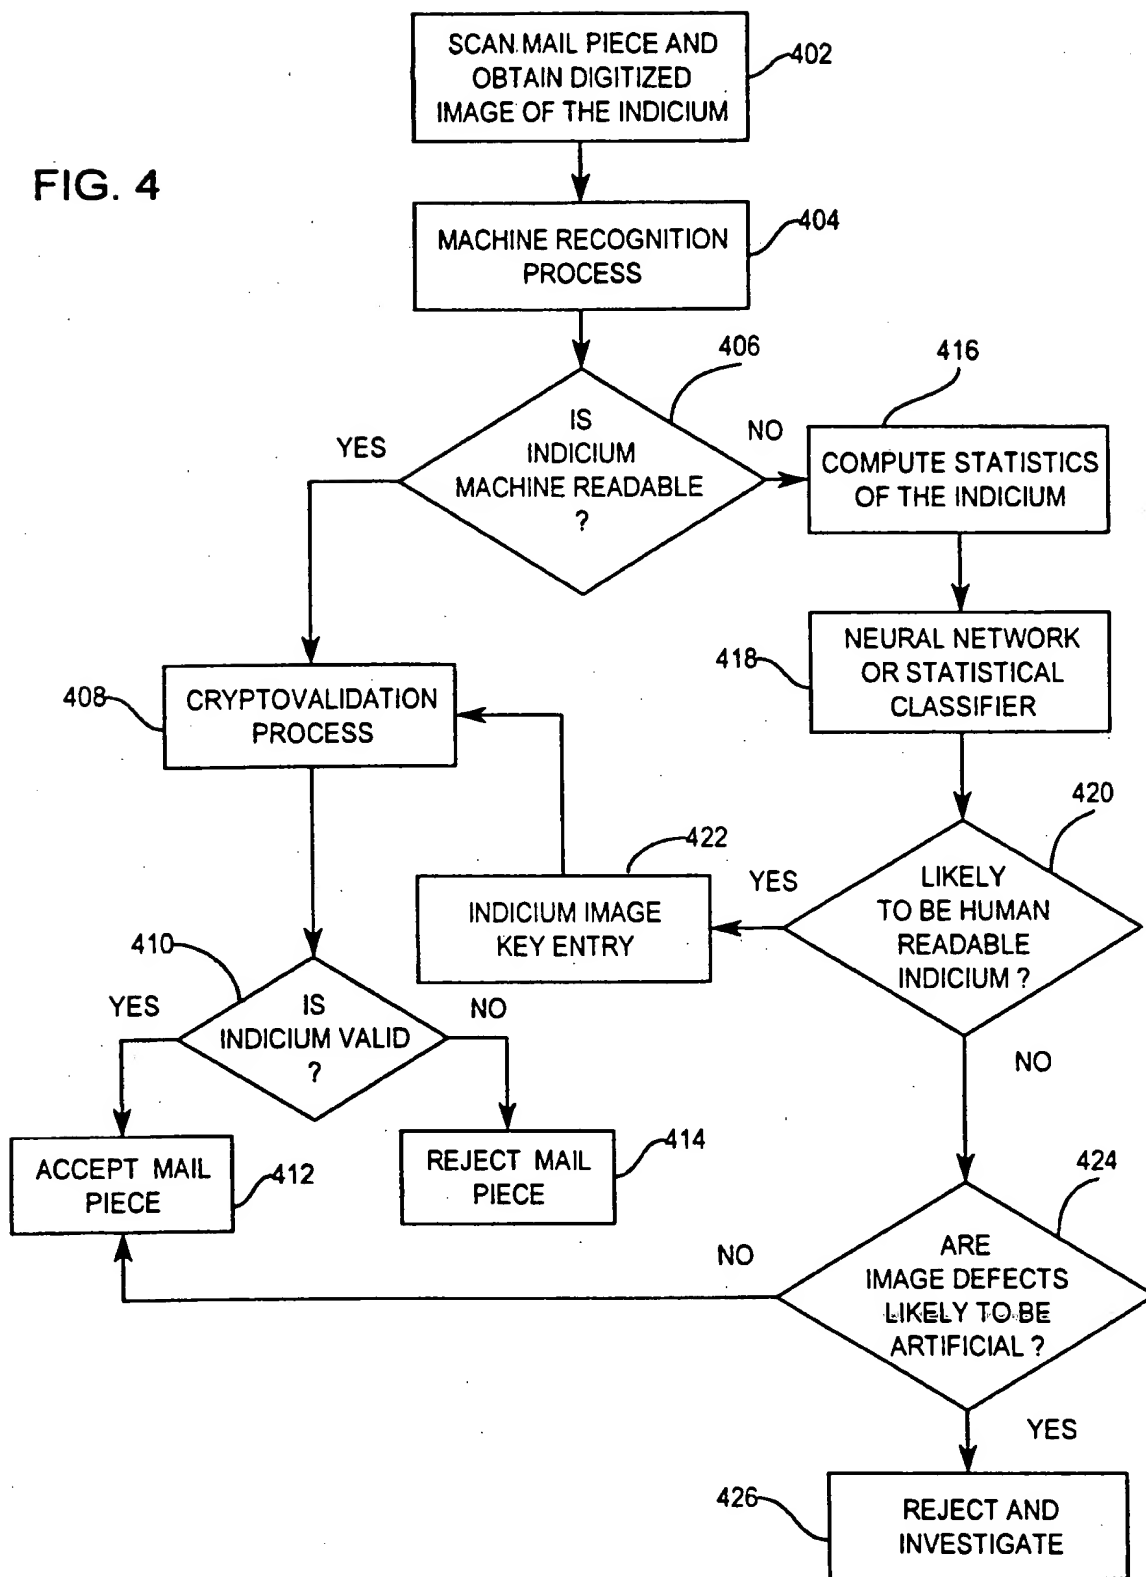 SCAN MAIL PIECE AND
OBTAIN DIGITIZED
IMAGE OF THE INDICIUM
402
FIG. 4
MACHINE RECOGNITION
PROCESS
404
406
IS
INDICIUM
MACHINE READABLE
?
YES
NO
416
COMPUTE STATISTICS
OF THE INDICIUM
418
NEURAL NETWORK
OR STATISTICAL
CLASSIFIER
408
CRYPTOVALIDATION
PROCESS
420
LIKELY
TO BE HUMAN
READABLE
INDICIUM ?
YES
NO
422
INDICIUM IMAGE
KEY ENTRY
410
IS
INDICIUM VALID
?
YES
NO
ACCEPT MAIL
PIECE
412
REJECT MAIL
PIECE
414
424
ARE
IMAGE DEFECTS
LIKELY TO BE
ARTIFICIAL ?
NO
YES
426
REJECT AND
INVESTIGATE